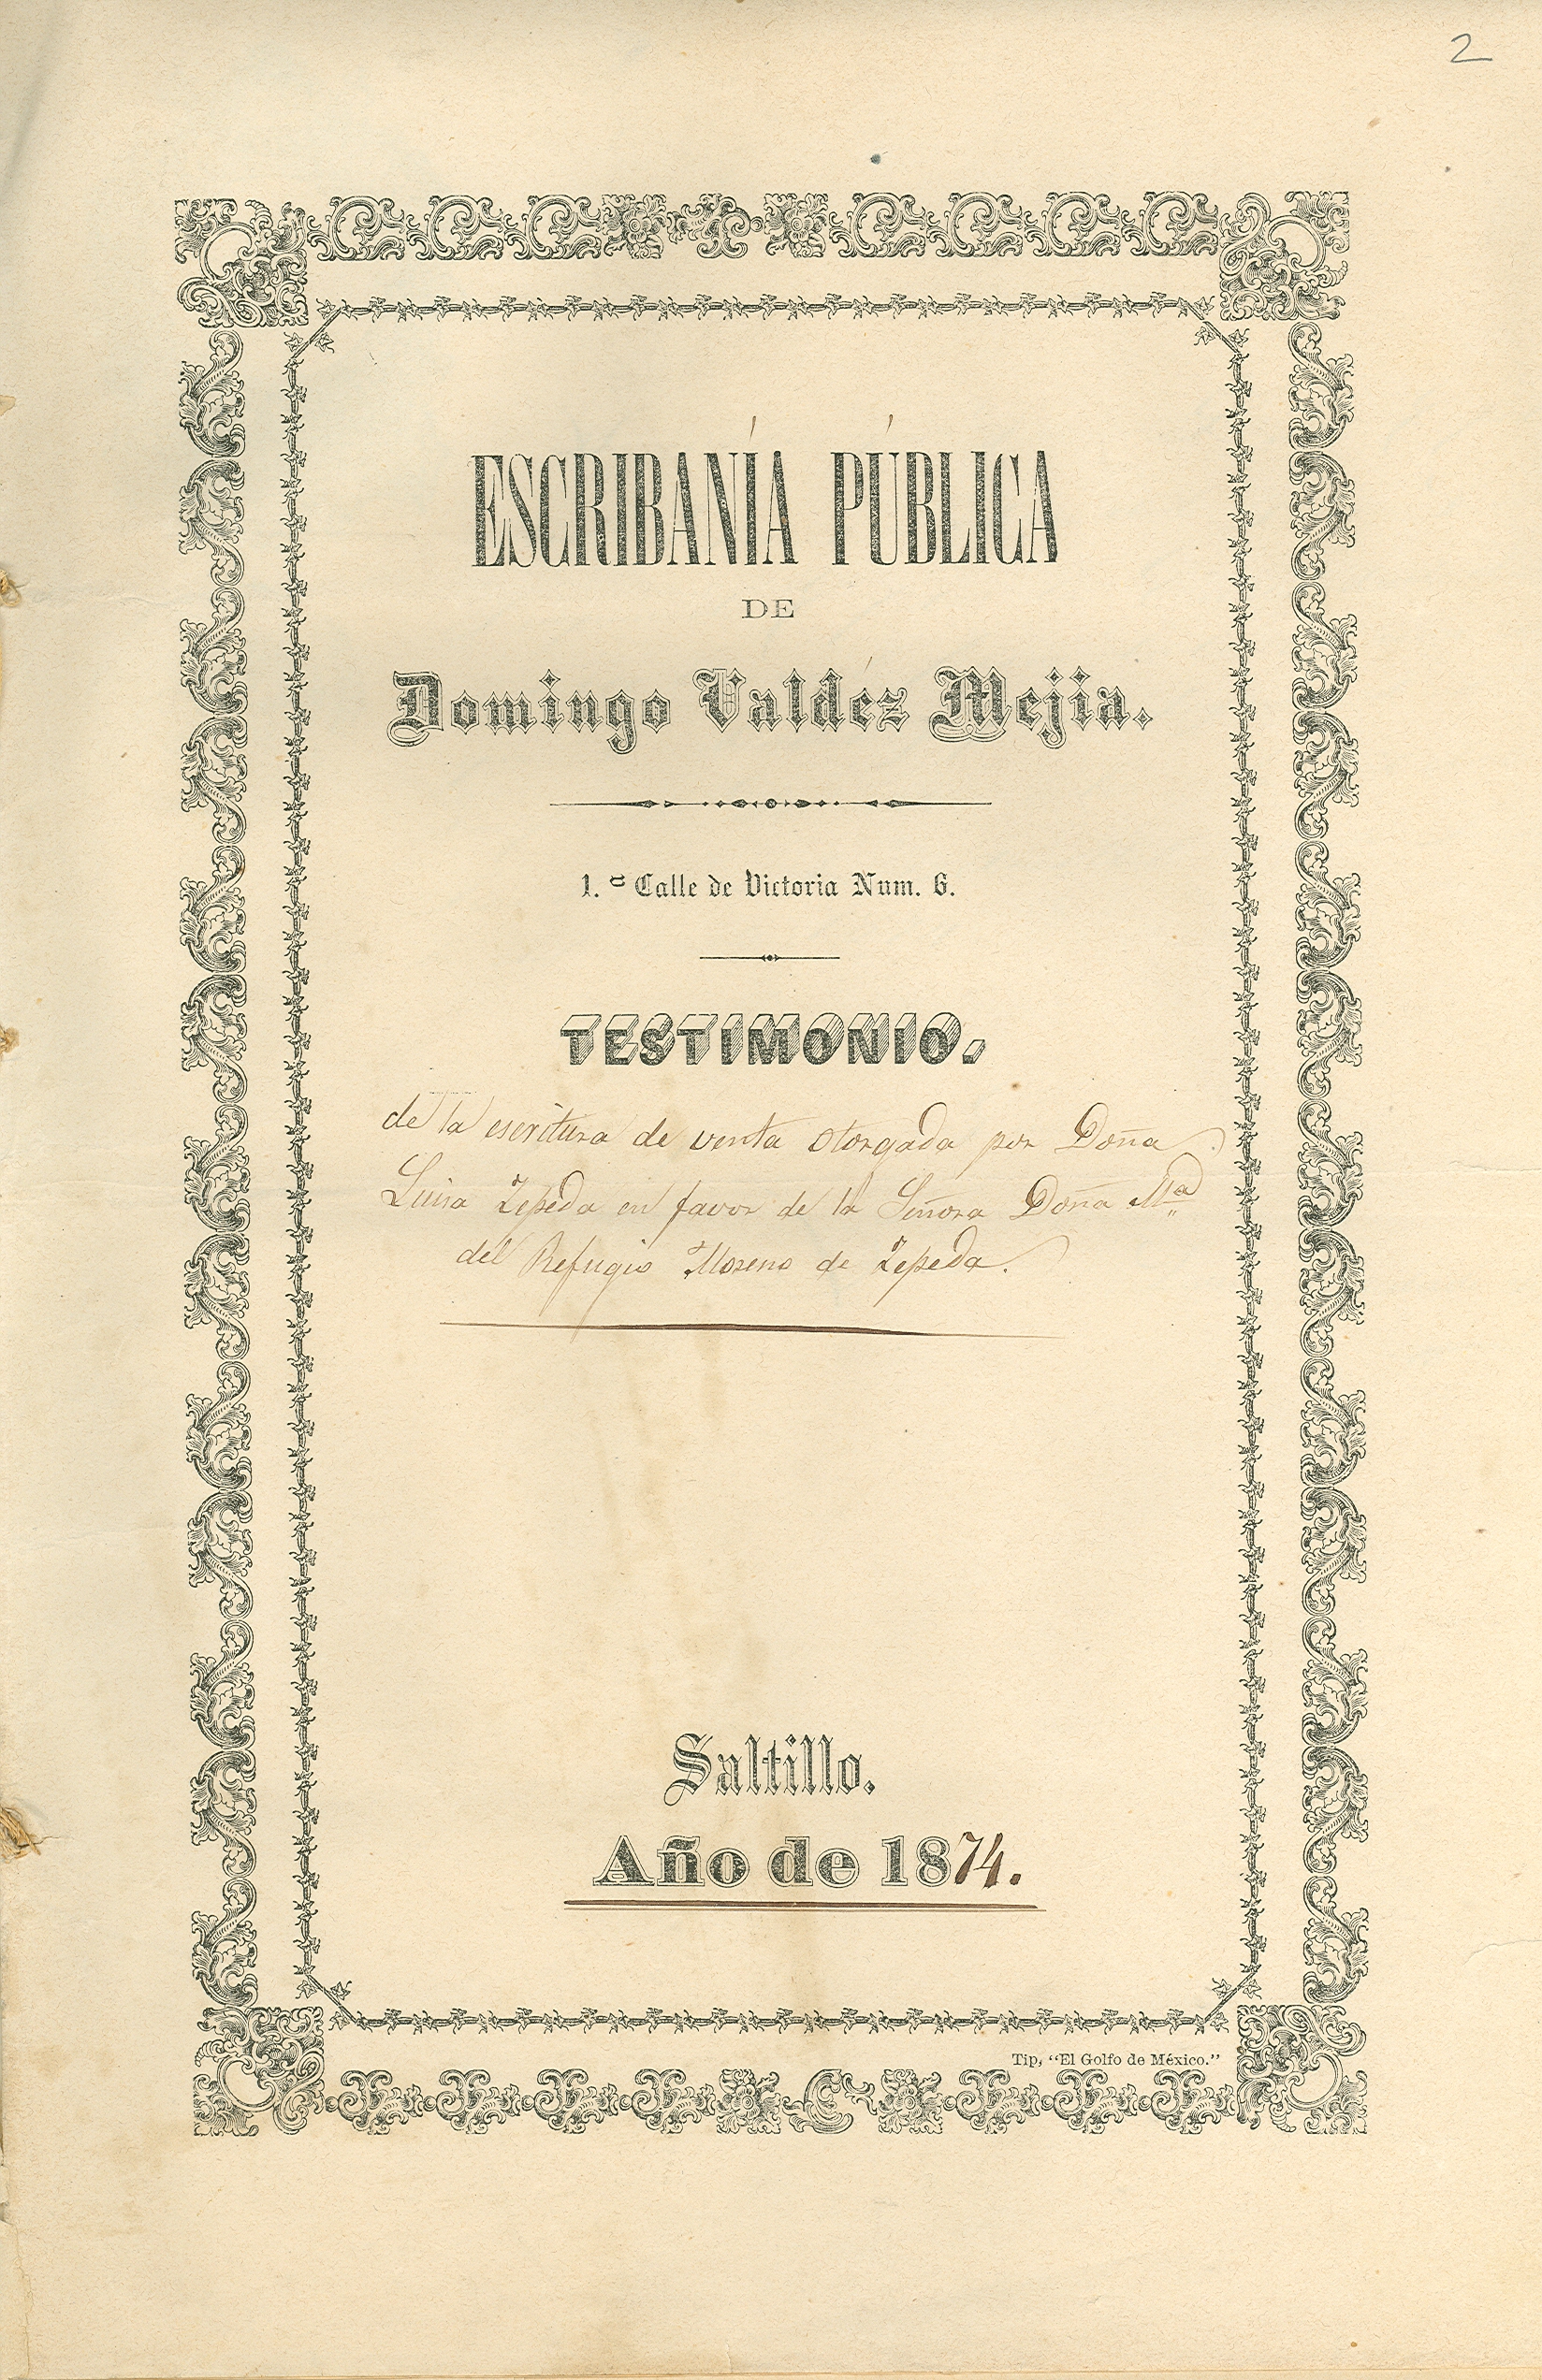 2
ESCRIBANÍA PÚBLICA
DE
Domingo Valdéz Mejia.
1.ª Calle de Victoria Num. 6.
TESTIMONIO.
de la escritura de venta otorgada por Doña
Luisa Zepeda en favor de la Señora Doña Mª
del Refugio Moreno de Zepeda.
Saltillo.
Año de 1874.
Tip, "El Golfo de México."